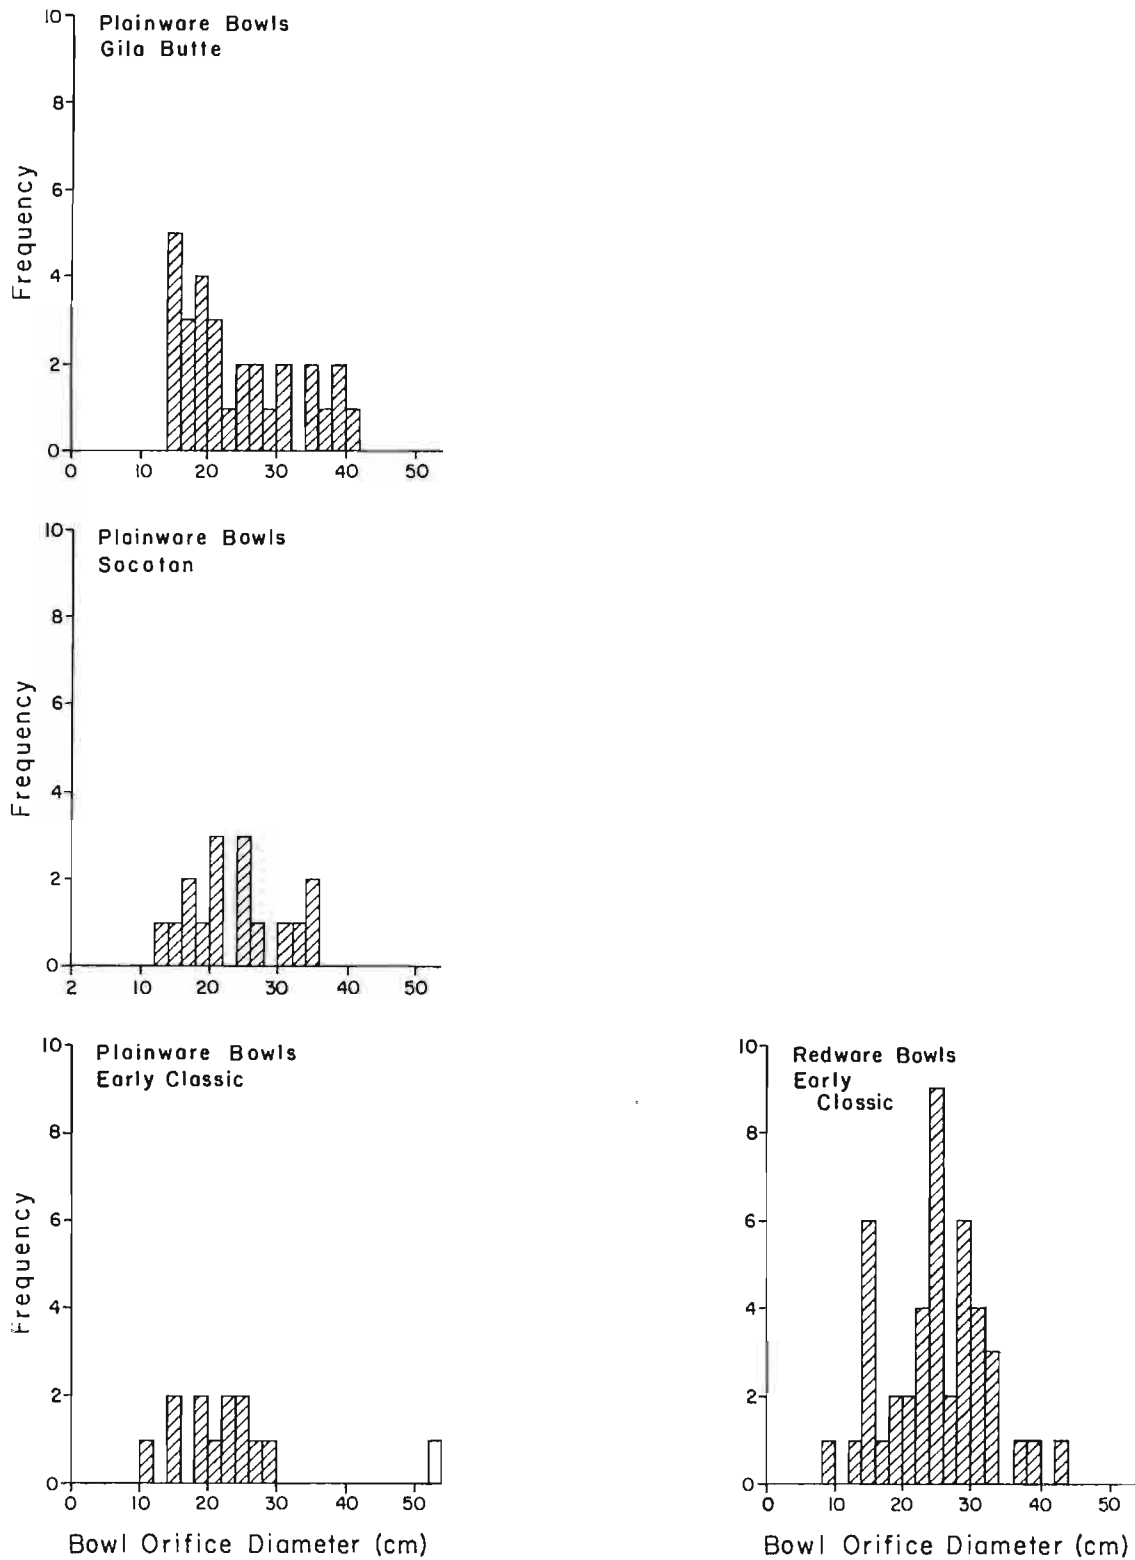 Plainware Bowls
Gila Butte
10
8
6
4
2
0
Frequency
0 10 20 30 40 50
Plainware Bowls
Socatan
10
8
6
4
2
0
Frequency
2 10 20 30 40 50
Plainware Bowls
Early Classic
10
8
6
4
2
0
Frequency
0 10 20 30 40 50
Bowl Orifice Diameter (cm)
Redware Bowls
Early
Classic
10
8
6
4
2
0
0 10 20 30 40 50
Bowl Orifice Diameter (cm)